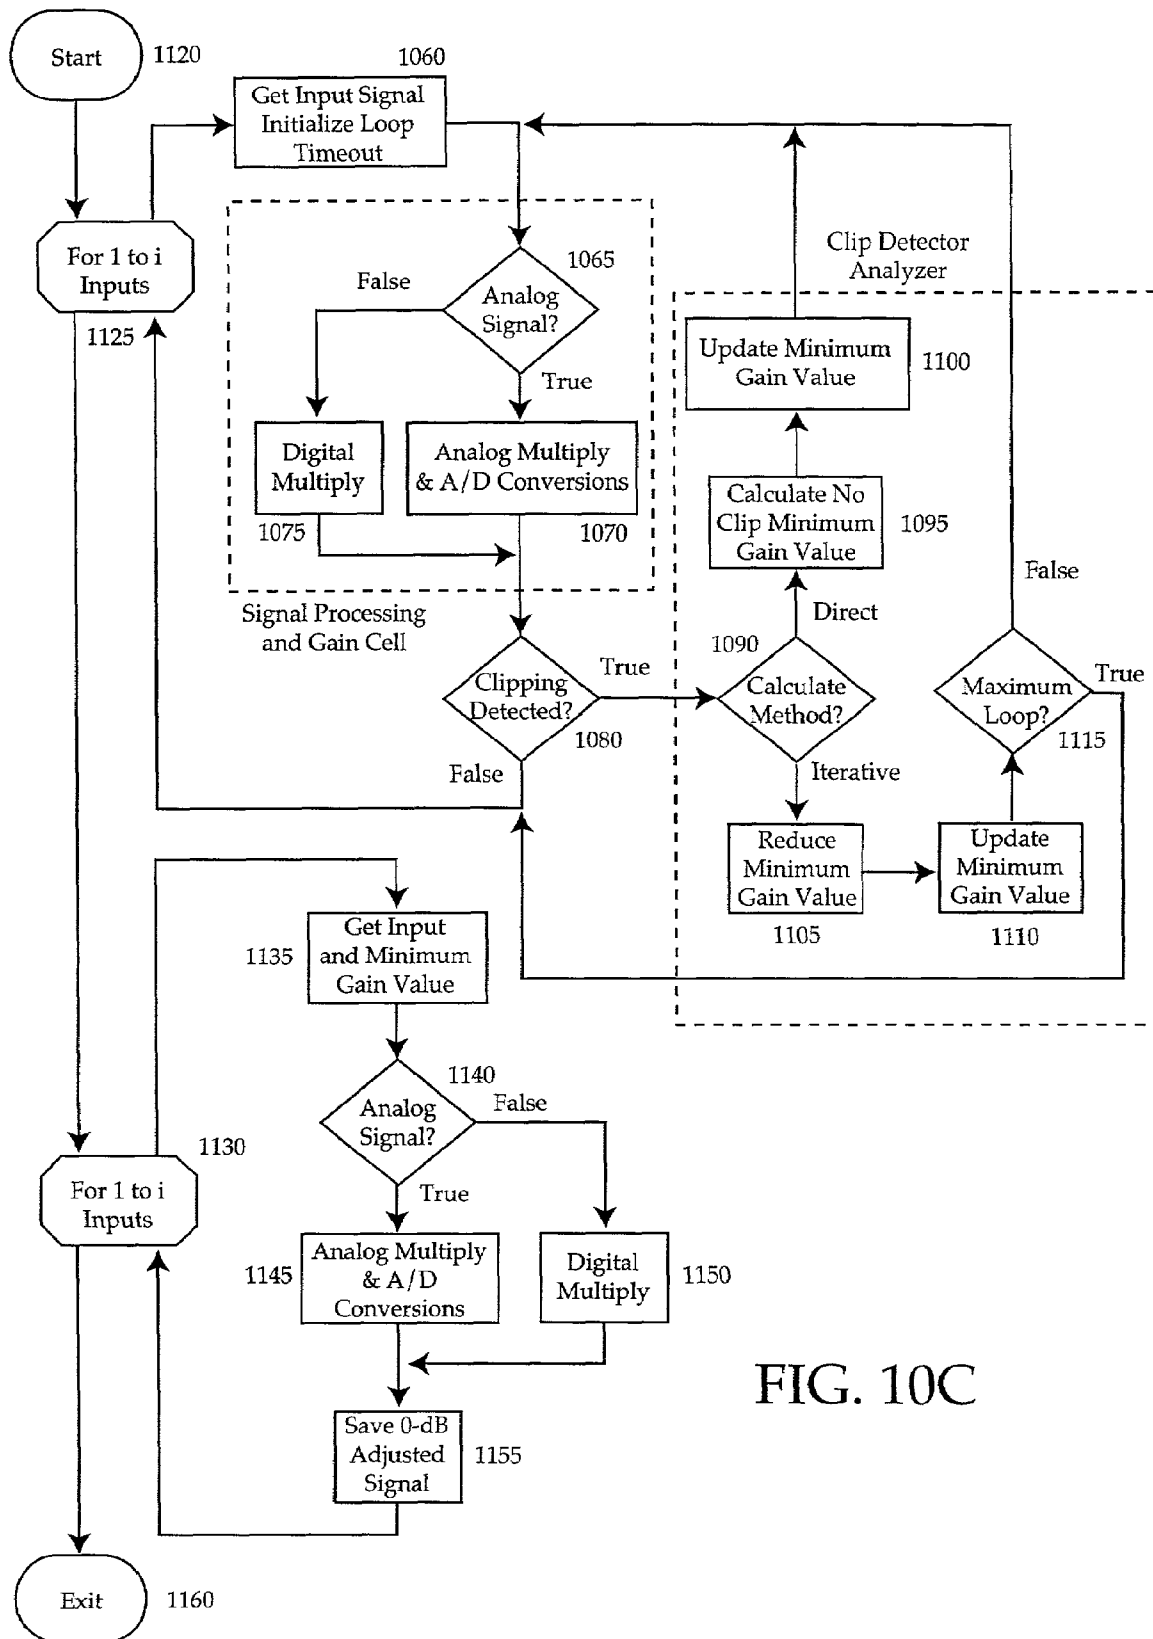 Start
1120
1060
Get Input Signal
Initialize Loop
Timeout
For 1 to i
Inputs
1125
Clip Detector
Analyzer
1065
False
Analog
Signal?
True
Update Minimum
Gain Value
1100
Digital
Multiply
1075
Analog Multiply
& A/D Conversions
1070
Calculate No
Clip Minimum
Gain Value
1095
Signal Processing
and Gain Cell
Direct
False
1090
True
Clipping
Detected?
1080
False
Calculate
Method?
Iterative
Maximum
Loop?
True
1115
Reduce
Minimum
Gain Value
1105
Update
Minimum
Gain Value
1110
1135
Get Input
and Minimum
Gain Value
1140
Analog
Signal?
False
True
1130
For 1 to i
Inputs
1145
Analog Multiply
& A/D
Conversions
Digital
Multiply
1150
FIG. 10C
Save 0-dB
Adjusted
Signal
1155
Exit
1160